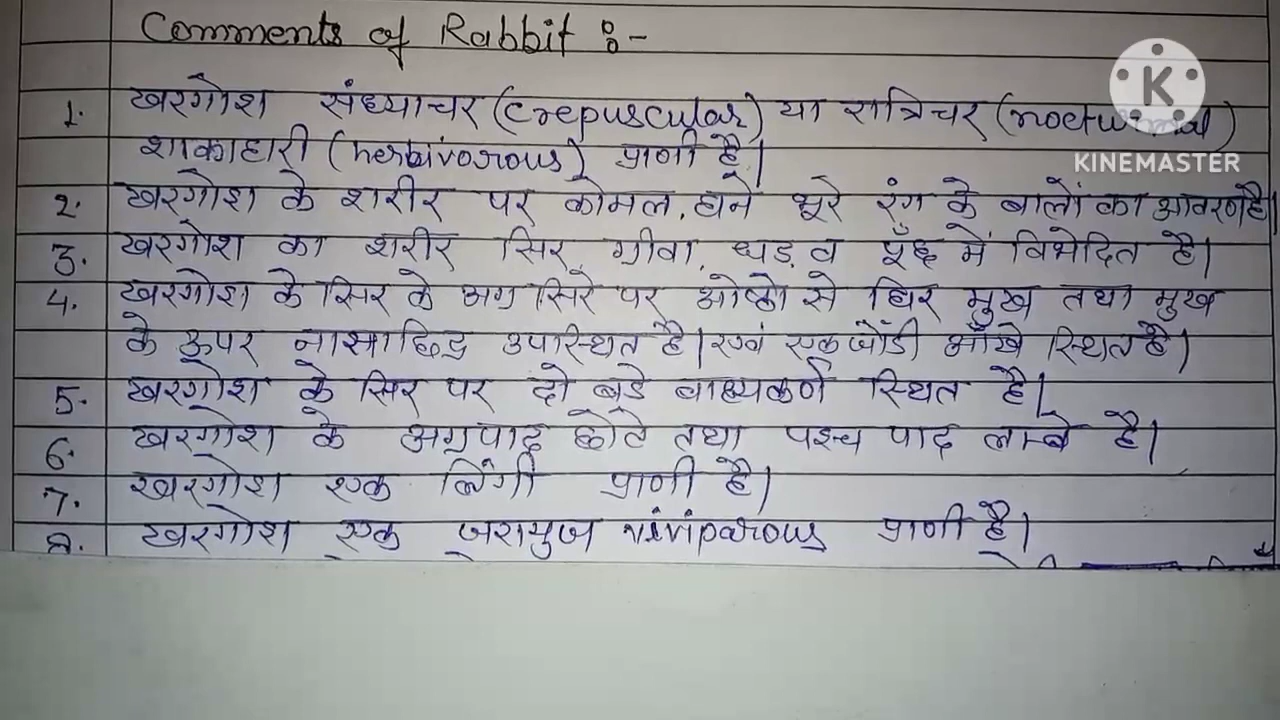 Comments of Rabbit :-
1. खरगोश संध्याचर (crepuscular) या रात्रिचर (nocturnal)
शाकाहारी (herbivorous) प्राणी है।
2. खरगोश के शरीर पर कोमल, घने भूरे रंग के बालों का आवरण है।
3. खरगोश का शरीर सिर, ग्रीवा, धड़ व पूँछ में विभेदित है।
4. खरगोश के सिर के अग्र सिरे पर ओष्ठो से घिर मुख तथा मुख
के ऊपर नासाछिद्र उपस्थित है। एवं एक जौडी आँखे स्थित है।
5. खरगोश के सिर पर दो बडे बाह्यकर्ण स्थित है।
6. खरगोश के अग्रपाद छोटे तथा पश्च पाद लम्बे है।
7. खरगोश एक लिंगी प्राणी है।
8. खरगोश एक जरायुज viviparous प्राणी है।
K
KINEMASTER